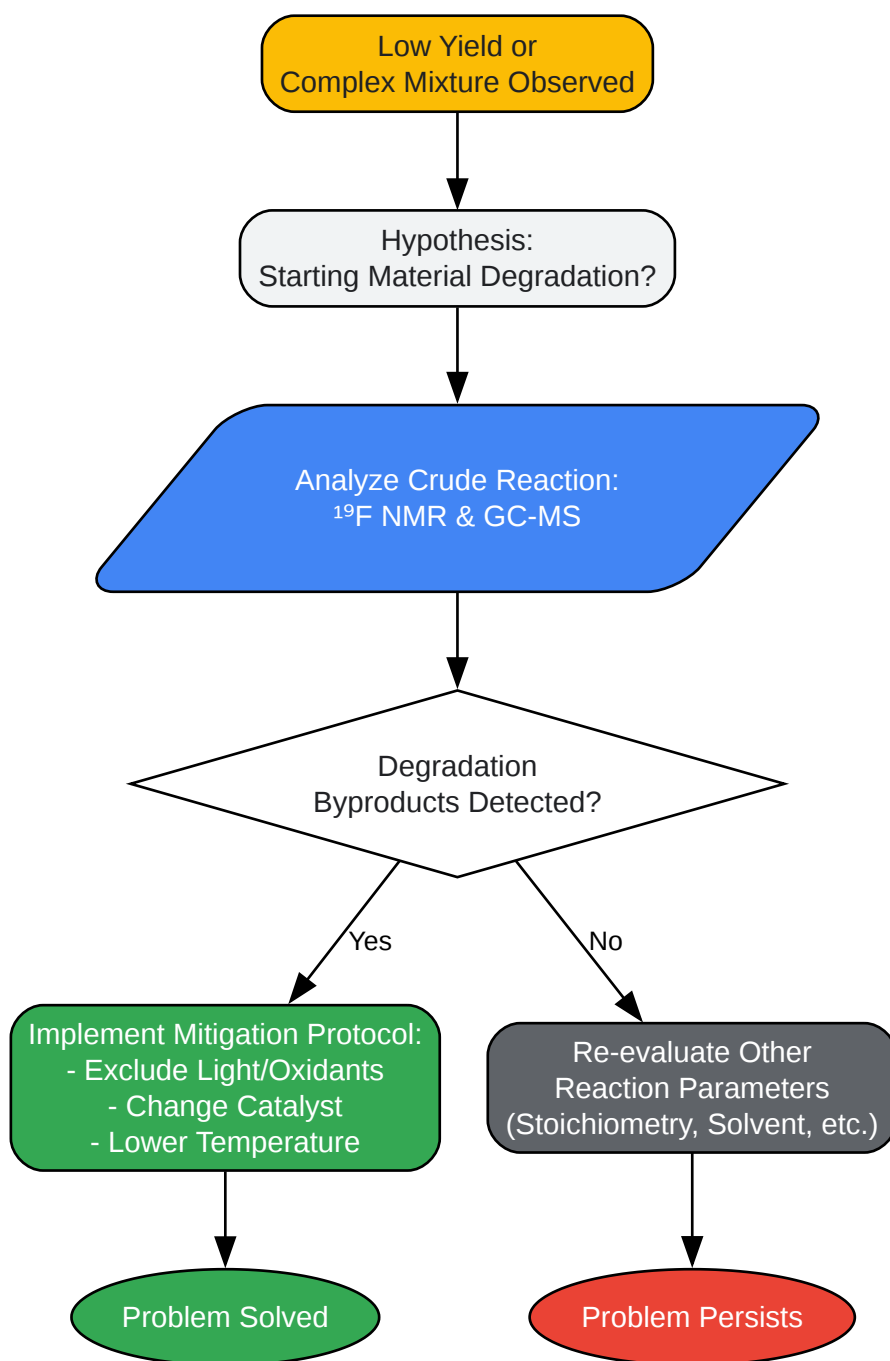 Low Yield or
Complex Mixture Observed
Hypothesis:
Starting Material Degradation?
Analyze Crude Reaction:
¹⁹F NMR & GC-MS
Degradation
Byproducts Detected?
Yes
No
Implement Mitigation Protocol:
- Exclude Light/Oxidants
- Change Catalyst
- Lower Temperature
Re-evaluate Other
Reaction Parameters
(Stoichiometry, Solvent, etc.)
Problem Solved
Problem Persists